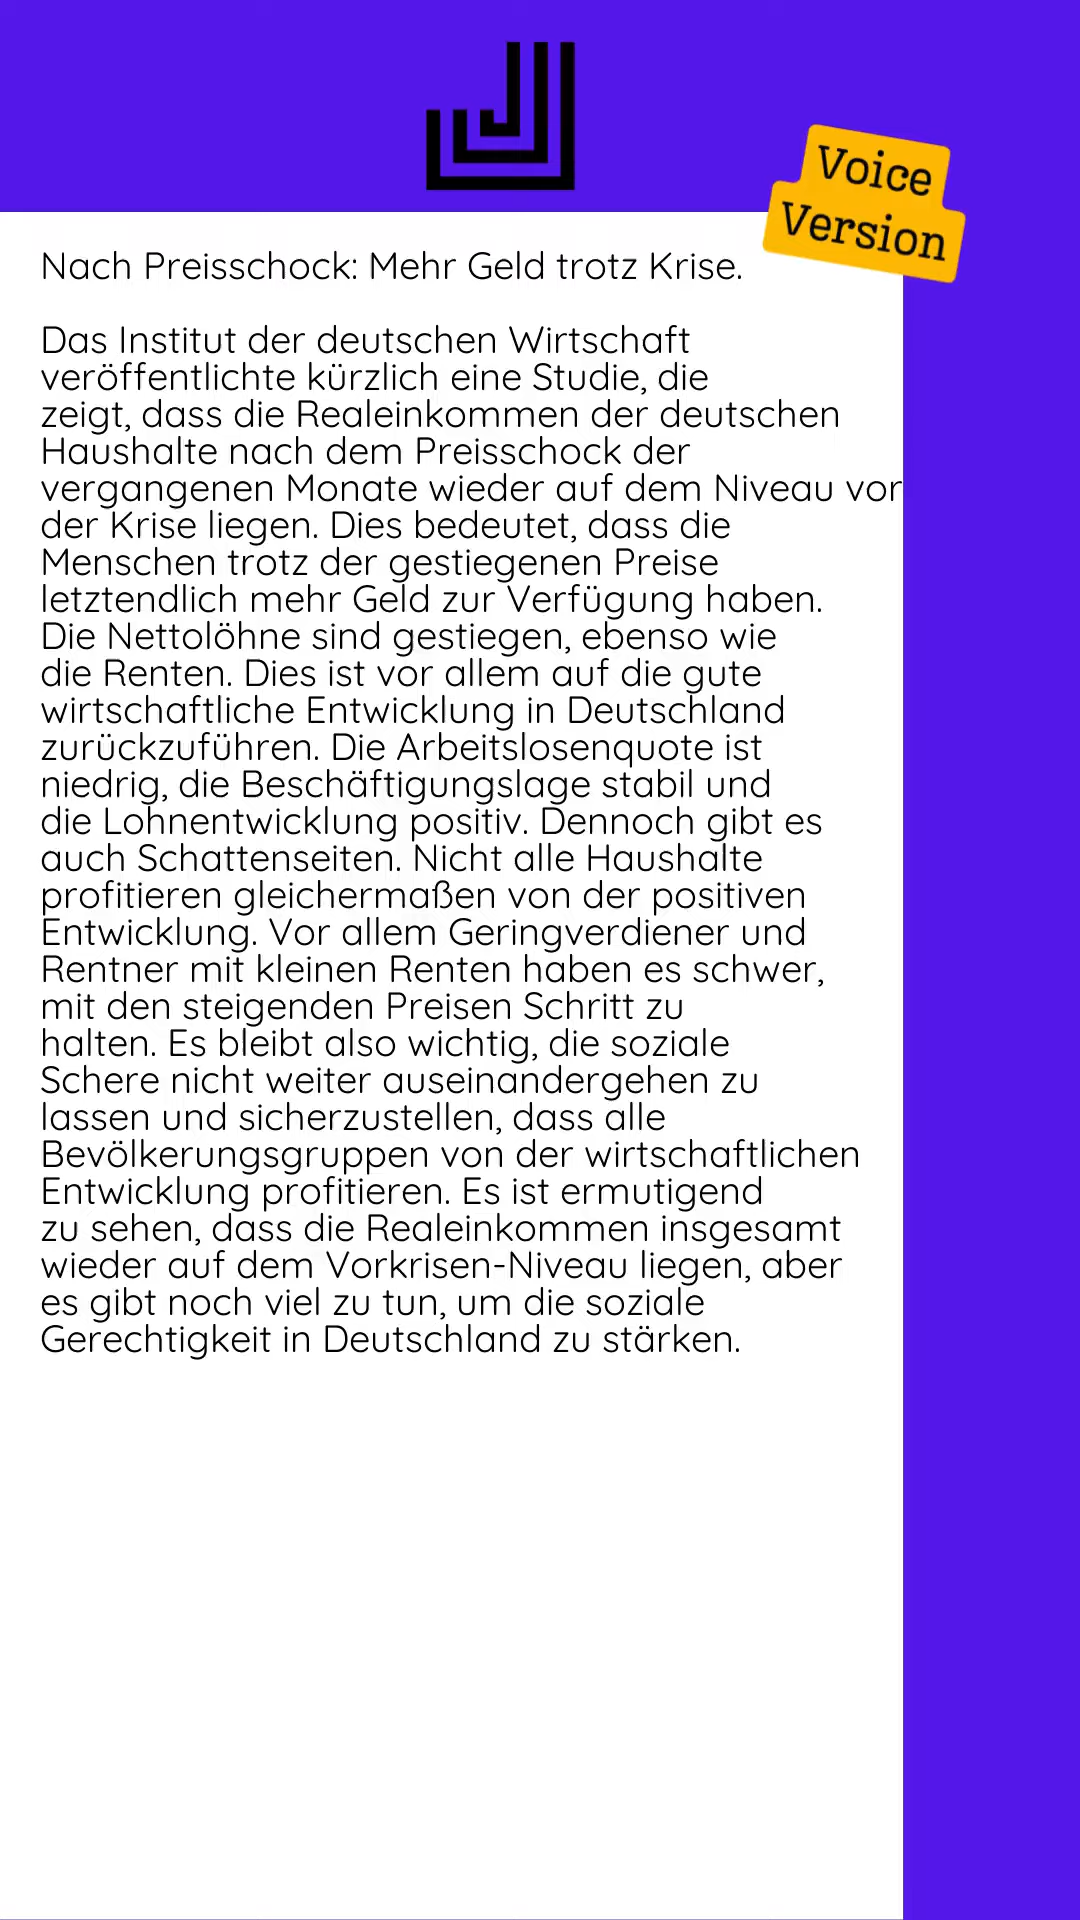 Voice
Version
Nach Preisschock: Mehr Geld trotz Krise.
Das Institut der deutschen Wirtschaft
veröffentlichte kürzlich eine Studie, die
zeigt, dass die Realeinkommen der deutschen
Haushalte nach dem Preisschock der
vergangenen Monate wieder auf dem Niveau vor
der Krise liegen. Dies bedeutet, dass die
Menschen trotz der gestiegenen Preise
letztendlich mehr Geld zur Verfügung haben.
Die Nettolöhne sind gestiegen, ebenso wie
die Renten. Dies ist vor allem auf die gute
wirtschaftliche Entwicklung in Deutschland
zurückzuführen. Die Arbeitslosenquote ist
niedrig, die Beschäftigungslage stabil und
die Lohnentwicklung positiv. Dennoch gibt es
auch Schattenseiten. Nicht alle Haushalte
profitieren gleichermaßen von der positiven
Entwicklung. Vor allem Geringverdiener und
Rentner mit kleinen Renten haben es schwer,
mit den steigenden Preisen Schritt zu
halten. Es bleibt also wichtig, die soziale
Schere nicht weiter auseinandergehen zu
lassen und sicherzustellen, dass alle
Bevölkerungsgruppen von der wirtschaftlichen
Entwicklung profitieren. Es ist ermutigend
zu sehen, dass die Realeinkommen insgesamt
wieder auf dem Vorkrisen-Niveau liegen, aber
es gibt noch viel zu tun, um die soziale
Gerechtigkeit in Deutschland zu stärken.